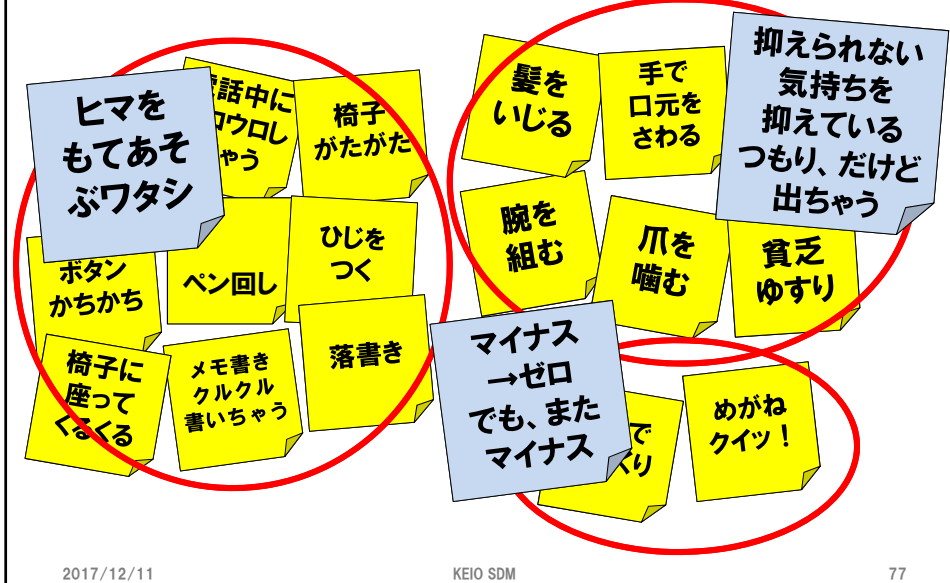 ヒマを
もてあそ
ぶワタシ
話中に
ロウロし
ゃう
椅子
がたがた
ボタン
かちかち
ペン回し
ひじを
つく
椅子に
座って
くるくる
メモ書き
クルクル
書いちゃう
落書き
抑えられない
気持ちを
抑えている
つもり、だけど
出ちゃう
髪を
いじる
手で
口元を
さわる
腕を
組む
爪を
噛む
貧乏
ゆすり
マイナス
→ゼロ
でも、また
マイナス
で
くり
めがね
クイッ！
2017/12/11
KEIO SDM
77